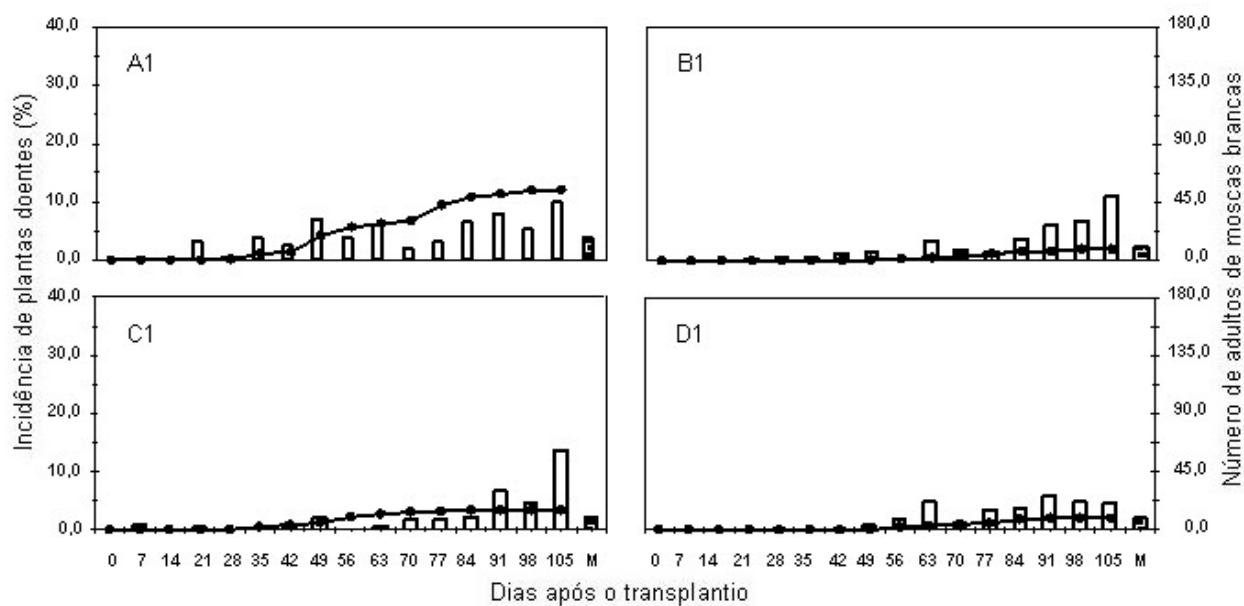 Incidência de plantas doentes (%)
40,0
30,0
20,0
10,0
0,0
A1
B1
180,0
135,0
90,0
45,0
0,0
Número de adultos de moscas brancas
40,0
30,0
20,0
10,0
0,0
C1
D1
180,0
135,0
90,0
45,0
0,0
0 7 14 21 28 35 42 49 56 63 70 77 84 91 98 105 M
0 7 14 21 28 35 42 49 56 63 70 77 84 91 98 105 M
Dias após o transplantio